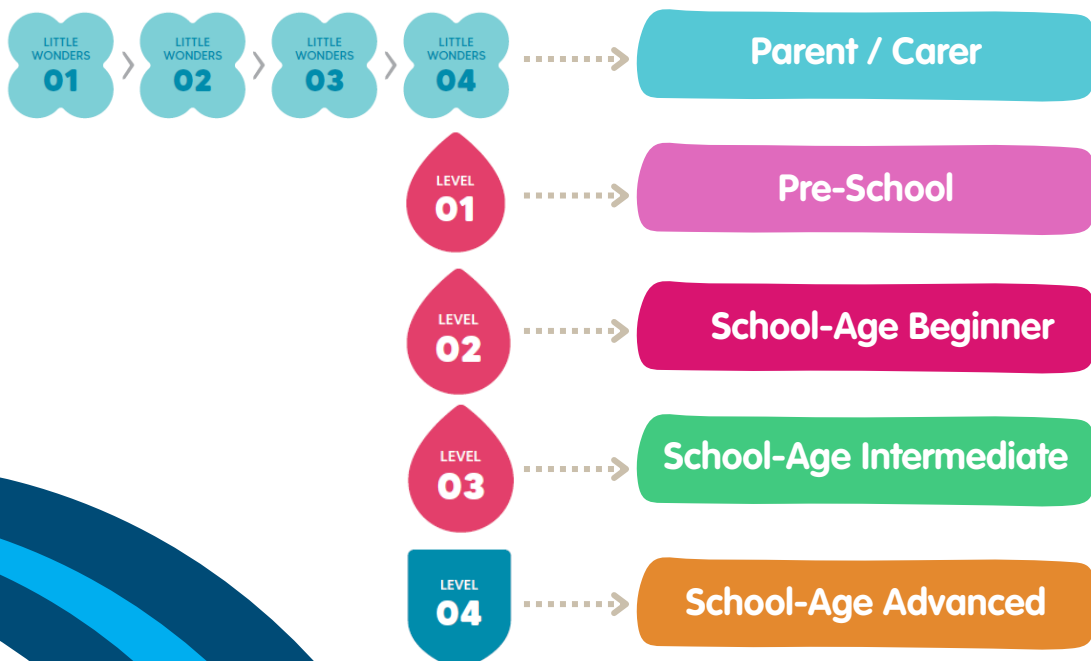 LITTLE
WONDERS
01
LITTLE
WONDERS
02
LITTLE
WONDERS
03
LITTLE
WONDERS
04
Parent / Carer
LEVEL
01
Pre-School
LEVEL
02
School-Age Beginner
LEVEL
03
School-Age Intermediate
LEVEL
04
School-Age Advanced